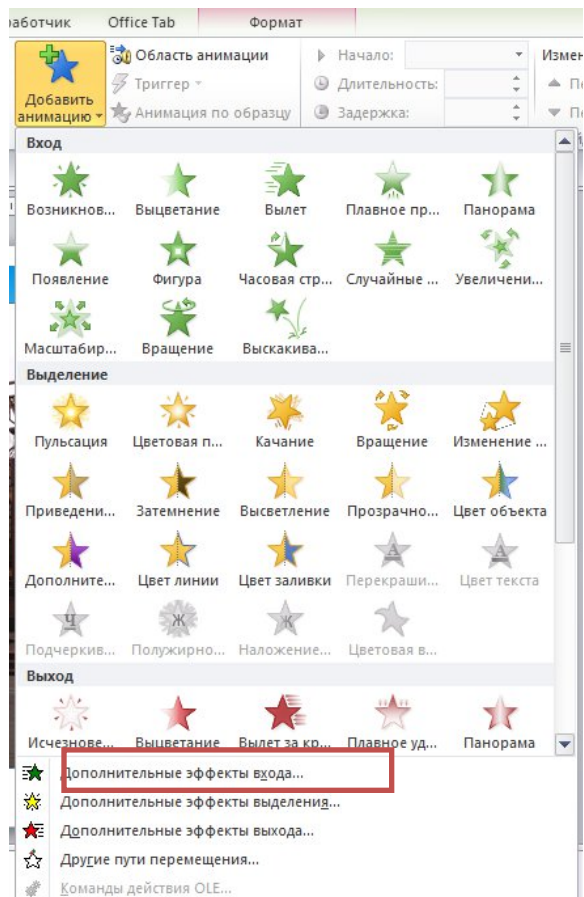 аботчик Office Tab Формат
Добавить анимацию
Область анимации
Триггер
Анимация по образцу
Начало:
Длительность:
Задержка:
Измен
Вход
Возникнов... Выцветание Вылет Плавное пр... Панорама
Появление Фигура Часовая стр... Случайные ... Увеличени...
Масштабир... Вращение Выскакива...
Выделение
Пульсация Цветовая п... Качание Вращение Изменение ...
Приведени... Затемнение Высветление Прозрачно... Цвет объекта
Дополните... Цвет линии Цвет заливки Перекраши... Цвет текста
Подчеркив... Полужирно... Наложение... Цветовая в...
Выход
Исчезнове... Выцветание Вылет за кр... Плавное уд... Панорама
Дополнительные эффекты входа...
Дополнительные эффекты выделения...
Дополнительные эффекты выхода...
Другие пути перемещения...
Команды действия OLE...